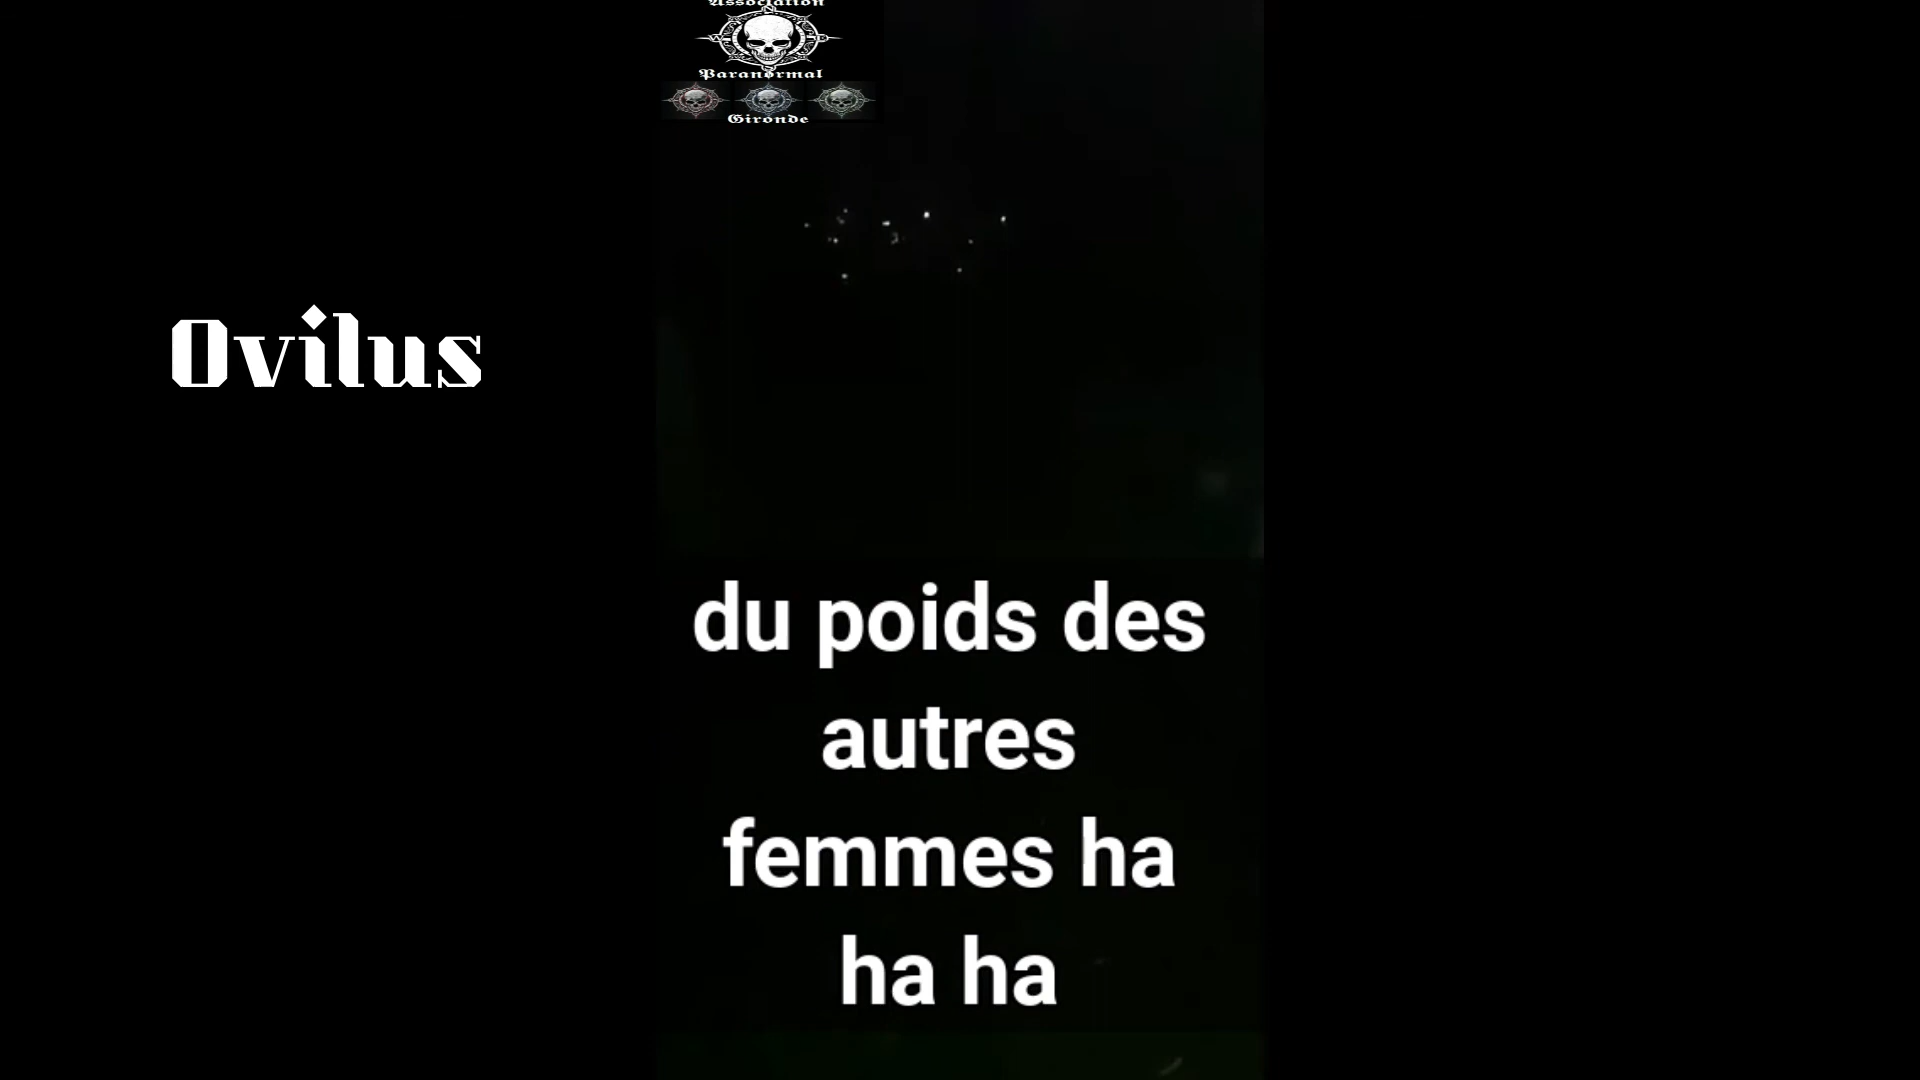 Association
Paranormal
Gironde
Ovilus
du poids des
autres
femmes ha
ha ha